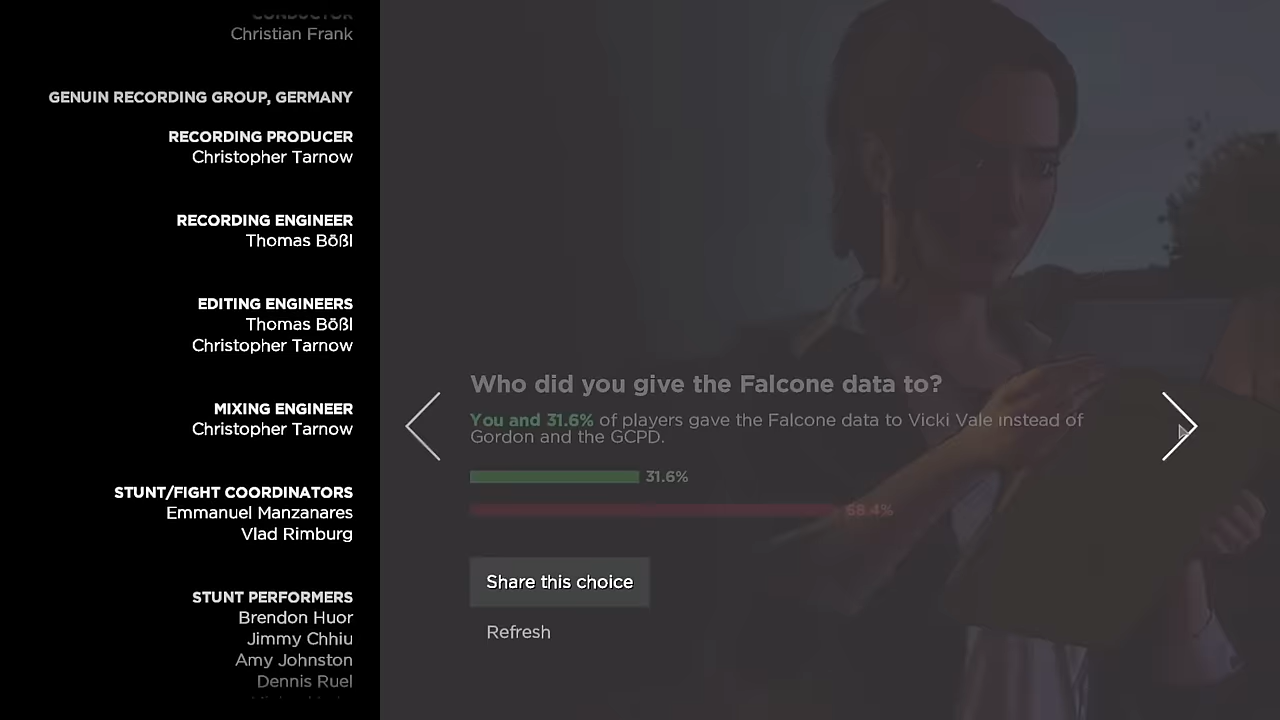 CONDUCTOR
Christian Frank
GENUIN RECORDING GROUP, GERMANY
RECORDING PRODUCER
Christopher Tarnow
RECORDING ENGINEER
Thomas Bößl
EDITING ENGINEERS
Thomas Bößl
Christopher Tarnow
MIXING ENGINEER
Christopher Tarnow
STUNT/FIGHT COORDINATORS
Emmanuel Manzanares
Vlad Rimburg
STUNT PERFORMERS
Brendon Huor
Jimmy Chhiu
Amy Johnston
Dennis Ruel
Who did you give the Falcone data to?
You and 31.6% of players gave the Falcone data to Vicki Vale instead of
Gordon and the GCPD.
31.6%
68.4%
Share this choice
Refresh